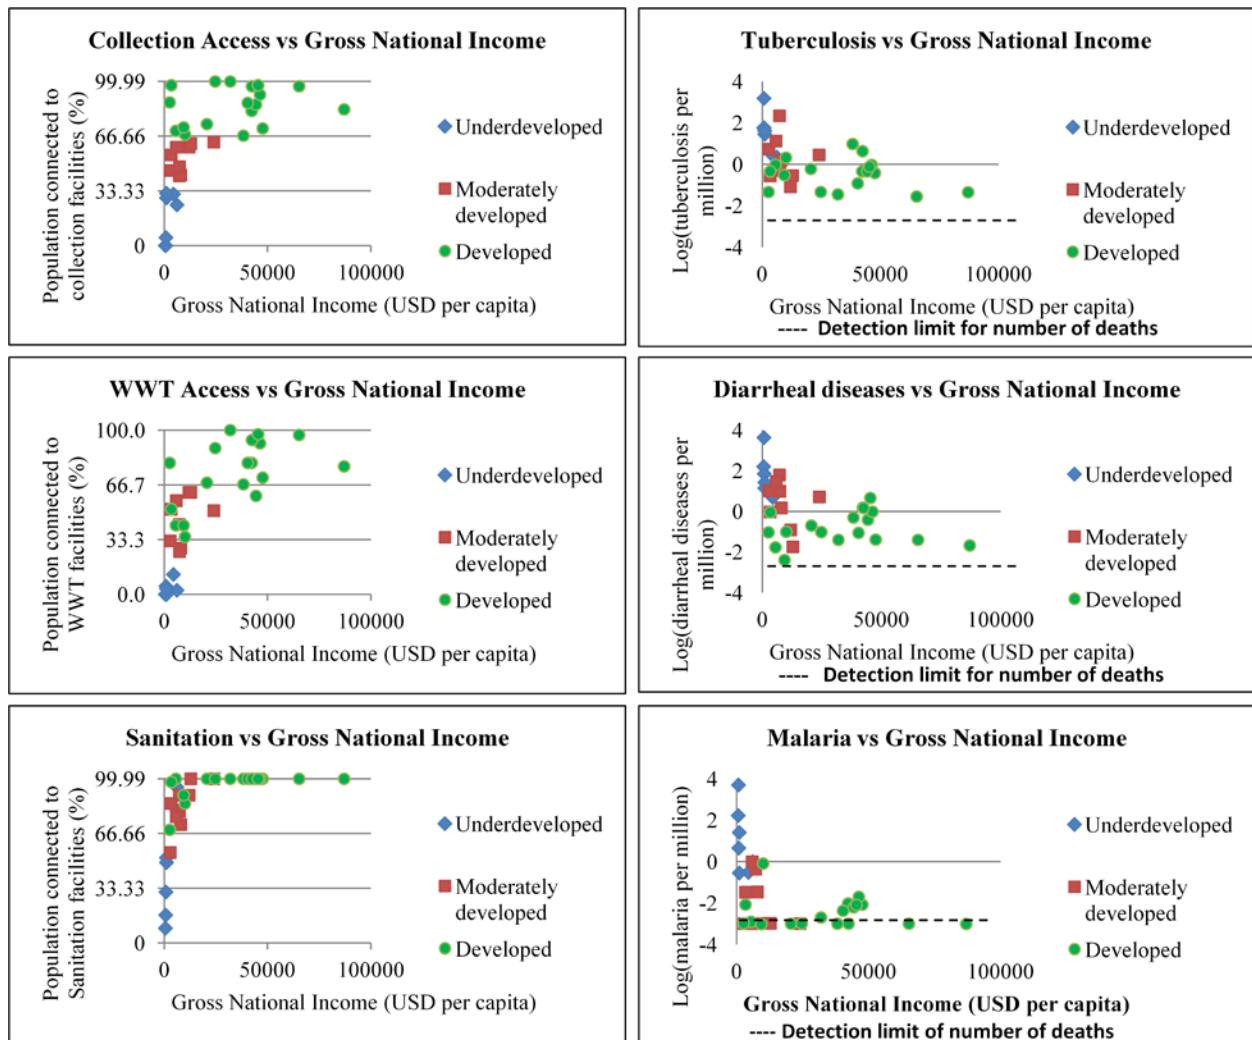 Collection Access vs Gross National Income
Population connected to
collection facilities (%)
99.99
66.66
33.33
0
0 50000 100000
Gross National Income (USD per capita)
Underdeveloped
Moderately
developed
Developed
Tuberculosis vs Gross National Income
Log(tuberculosis per
million)
4
2
0
-2
-4
0 50000 100000
Gross National Income (USD per capita)
---- Detection limit for number of deaths
Underdeveloped
Moderately
developed
Developed
WWT Access vs Gross National Income
Population connected to
WWT facilities (%)
100.0
66.7
33.3
0.0
0 50000 100000
Gross National Income (USD per capita)
Underdeveloped
Moderately
developed
Developed
Diarrheal diseases vs Gross National Income
Log(diarrheal diseases per
million)
4
2
0
-2
-4
0 50000 100000
Gross National Income (USD per capita)
---- Detection limit for number of deaths
Underdeveloped
Moderately
developed
Developed
Sanitation vs Gross National Income
Population connected to
Sanitation facilities (%)
99.99
66.66
33.33
0
0 50000 100000
Gross National Income (USD per capita)
Underdeveloped
Moderately
developed
Developed
Malaria vs Gross National Income
Log(malaria per million)
4
2
0
-2
-4
0 50000 100000
Gross National Income (USD per capita)
---- Detection limit of number of deaths
Underdeveloped
Moderately
developed
Developed